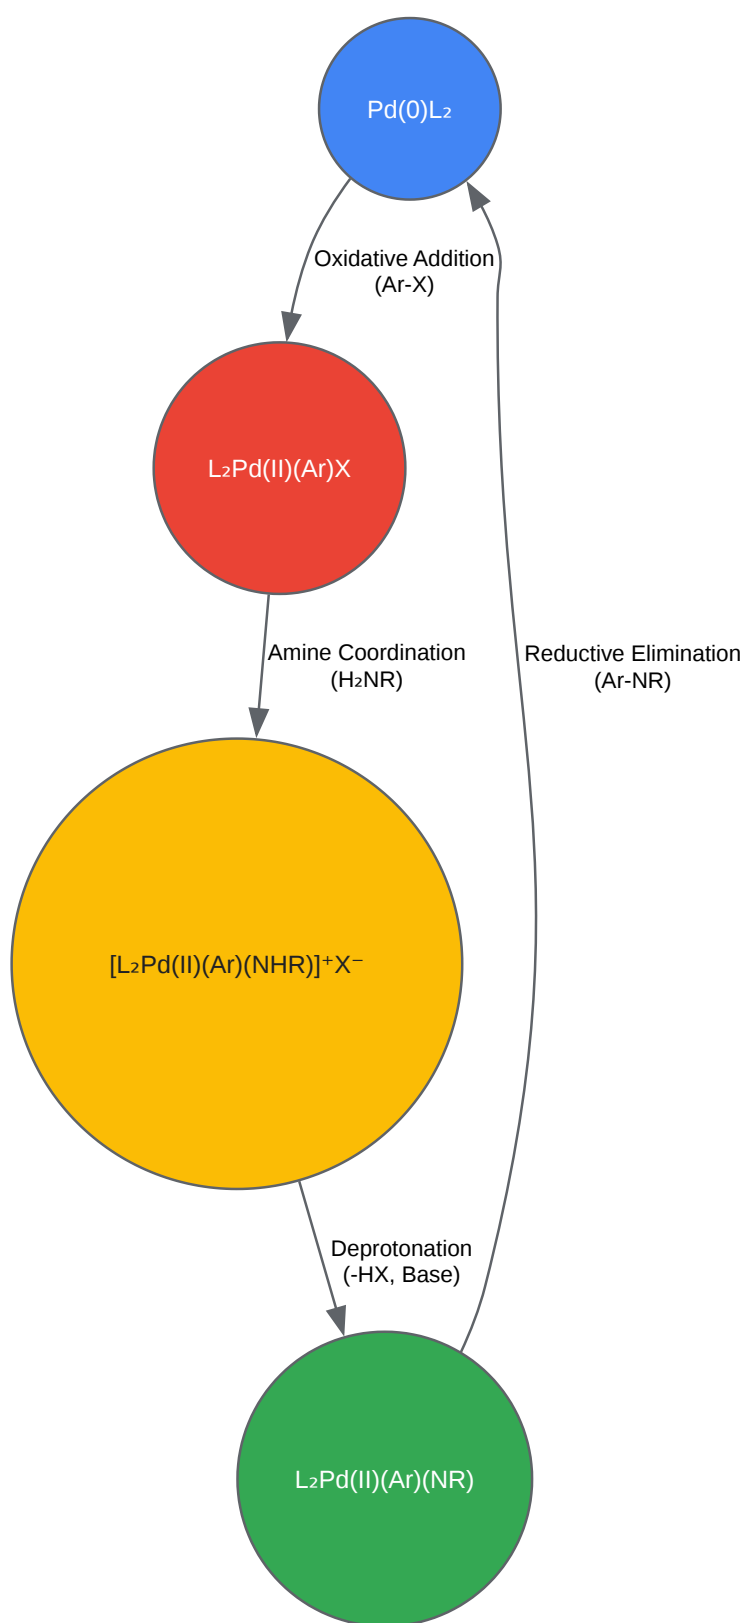 Pd(0)L₂
Oxidative Addition
(Ar-X)
L₂Pd(II)(Ar)X
Amine Coordination
(H₂NR)
Reductive Elimination
(Ar-NR)
[L₂Pd(II)(Ar)(NHR)]⁺X⁻
Deprotonation
(-HX, Base)
L₂Pd(II)(Ar)(NR)